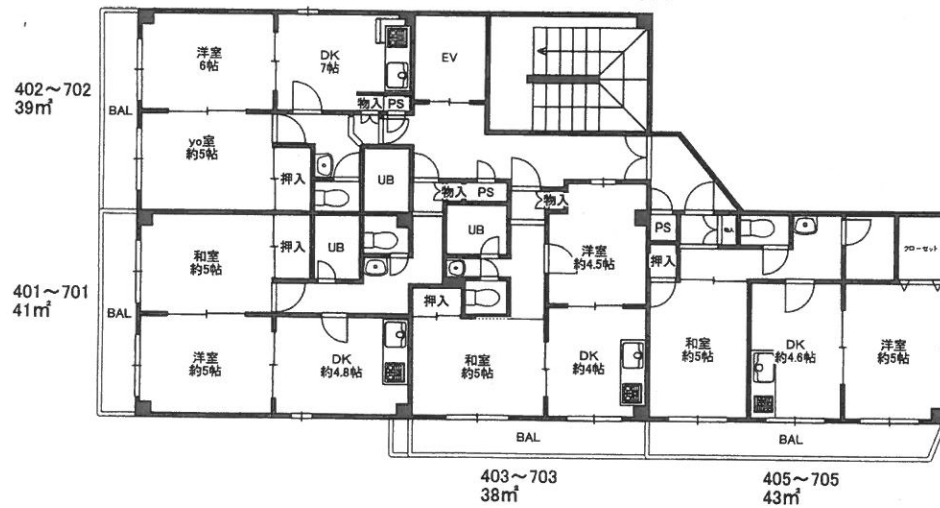 洋室
6帖
DK
7帖
EV
402～702
39㎡
BAL
物入
PS
yo室
約5帖
押入
UB
物入
PS
物入
UB
洋室
約4.5帖
PS
押入
物入
クローゼット
和室
約5帖
押入
UB
401～701
41㎡
BAL
押入
洋室
約5帖
DK
約4.8帖
和室
約5帖
DK
約4帖
和室
約5帖
DK
約4.6帖
洋室
約5帖
BAL
BAL
403～703
38㎡
405～705
43㎡